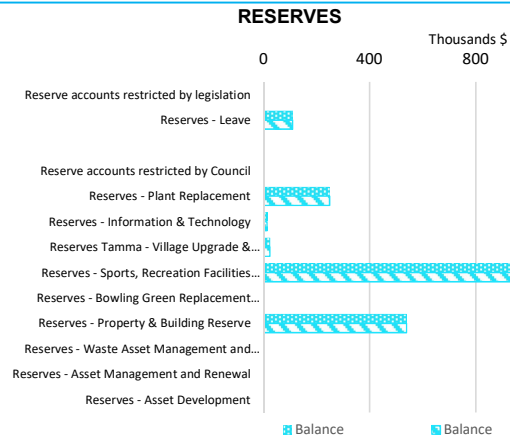 RESERVES
Thousands $
0 400 800
Reserve accounts restricted by legislation
Reserves - Leave
Reserve accounts restricted by Council
Reserves - Plant Replacement
Reserves - Information & Technology
Reserves Tamma - Village Upgrade &...
Reserves - Sports, Recreation Facilities...
Reserves - Bowling Green Replacement...
Reserves - Property & Building Reserve
Reserves - Waste Asset Management and...
Reserves - Asset Management and Renewal
Reserves - Asset Development
Balance Balance